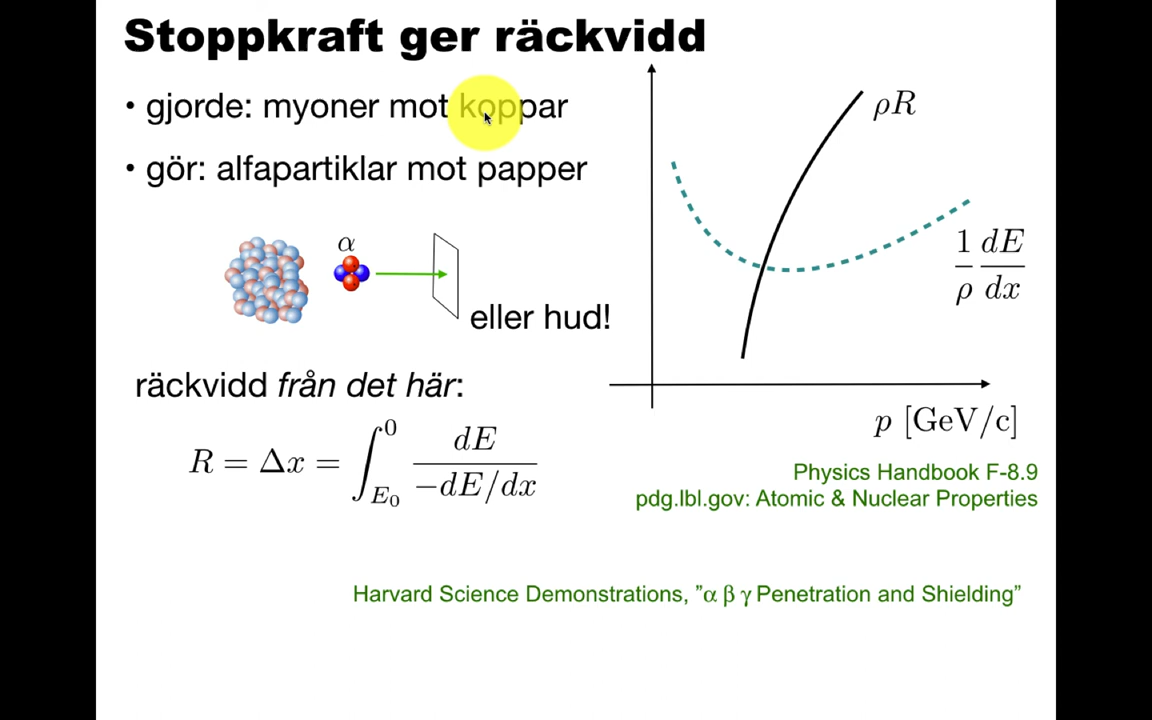 Stoppkraft ger räckvidd
• gjorde: myoner mot koppar
• gör: alfapartiklar mot papper
α
eller hud!
räckvidd från det här:
R = Δx = ∫_{E₀}^{0} dE / (−dE/dx)
ρR
1/ρ dE/dx
p [GeV/c]
Physics Handbook F-8.9
pdg.lbl.gov: Atomic & Nuclear Properties
Harvard Science Demonstrations, ”α β γ Penetration and Shielding”